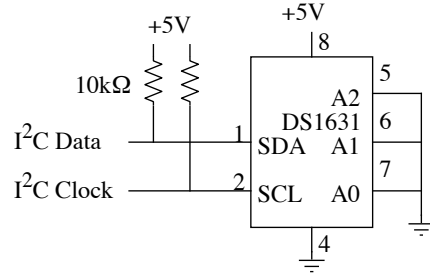 +5V
+5V
8
10kΩ
5
A2
DS1631
6
I²C Data
1
SDA
A1
7
I²C Clock
2
SCL
A0
4